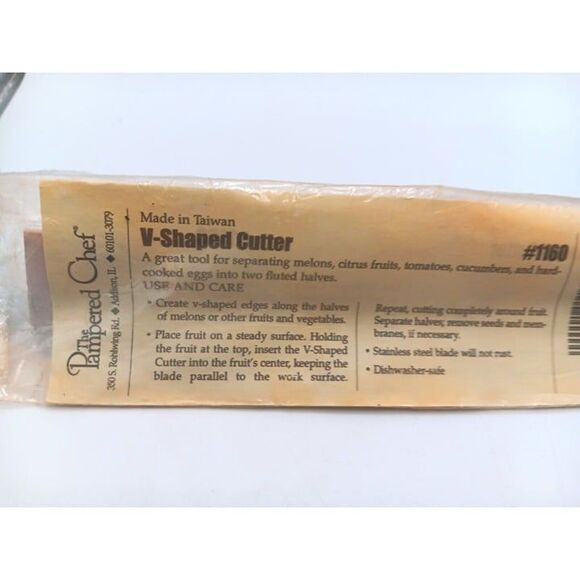 The
Pampered Chef®
350 S. Rohlwing Rd. ◆ Addison, IL ◆ 60101-3079
Made in Taiwan
V-Shaped Cutter
#1160
A great tool for separating melons, citrus fruits, tomatoes, cucumbers, and hard-
cooked eggs into two fluted halves.
USE AND CARE
• Create v-shaped edges along the halves
of melons or other fruits and vegetables.
• Place fruit on a steady surface. Holding
the fruit at the top, insert the V-Shaped
Cutter into the fruit's center, keeping the
blade parallel to the work surface.
Repeat, cutting completely around fruit.
Separate halves; remove seeds and mem-
branes, if necessary.
• Stainless steel blade will not rust.
• Dishwasher-safe